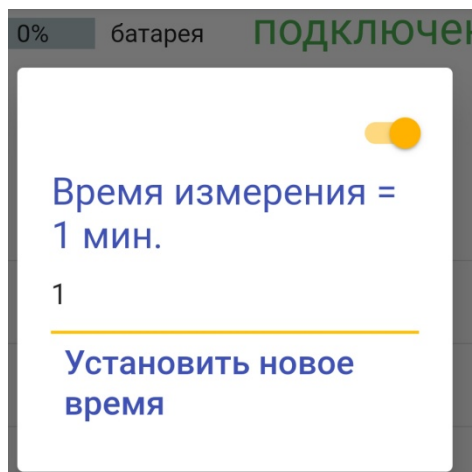 0% батарея подключен
Время измерения =
1 мин.
1
Установить новое
время